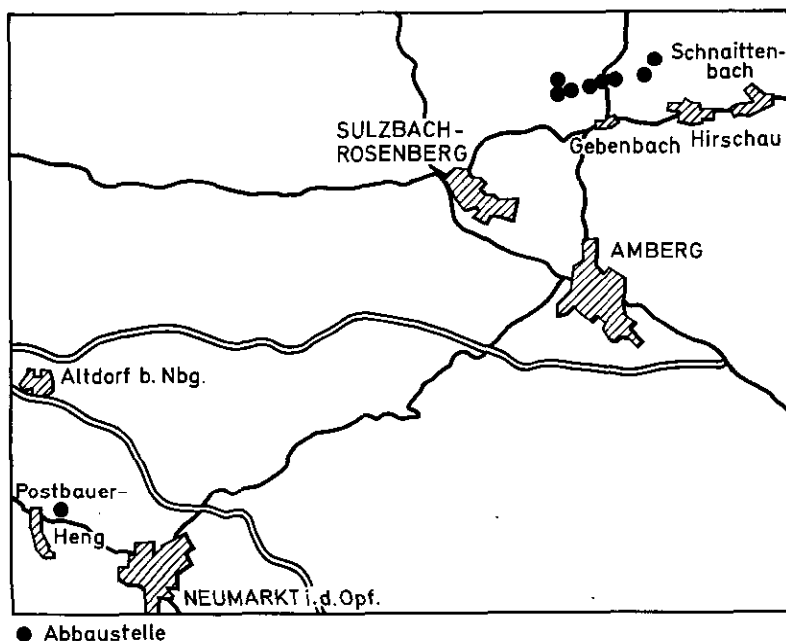 Schnaitten-
bach
SULZBACH-
ROSENBERG
Gebenbach
Hirschau
AMBERG
Altdorf b. Nbg.
Postbauer-
Heng
NEUMARKT i. d. Opf.
● Abbaustelle